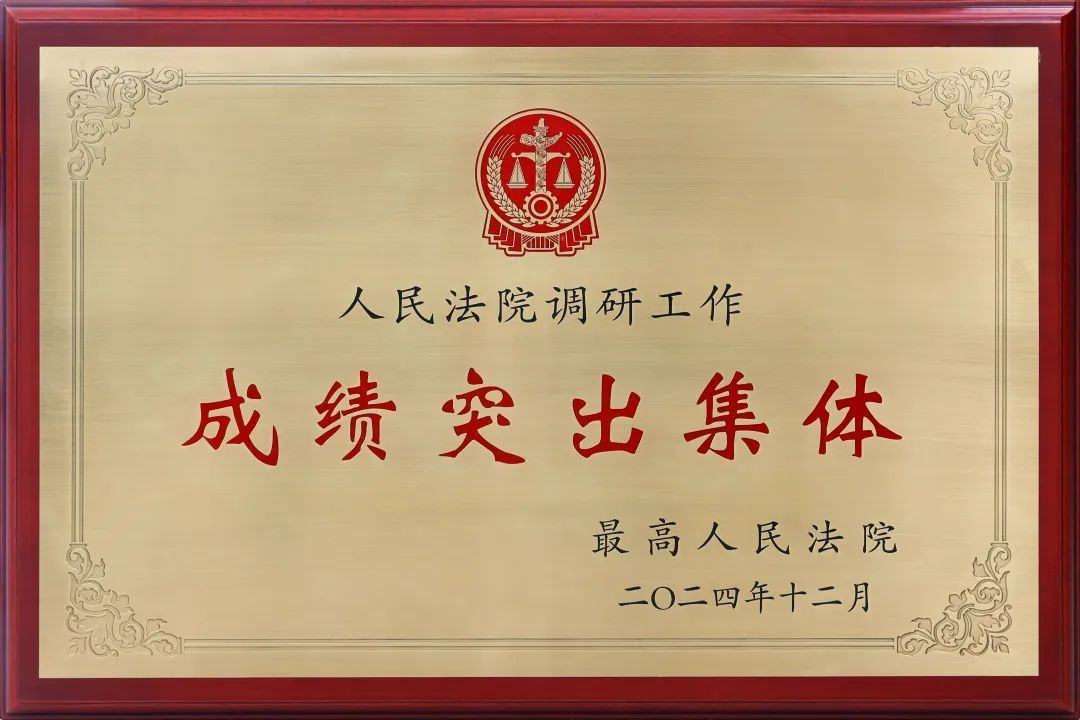 人民法院调研工作
成绩突出集体
最高人民法院
二〇二四年十二月